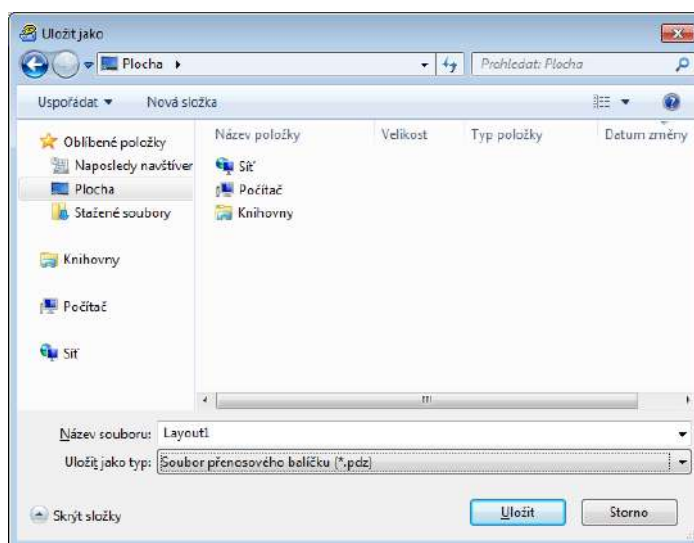 Uložit jako
Plocha
Prohledat: Plocha
Uspořádat
Nová složka
Oblíbené položky
Naposledy navštíver
Plocha
Stažené soubory
Knihovny
Počítač
Síť
Název položky Velikost Typ položky Datum změny
Síť
Počítač
Knihovny
Název souboru: Layout1
Uložit jako typ: Soubor přenosového balíčku (*.pdz)
Skrýt složky
Uložit
Storno